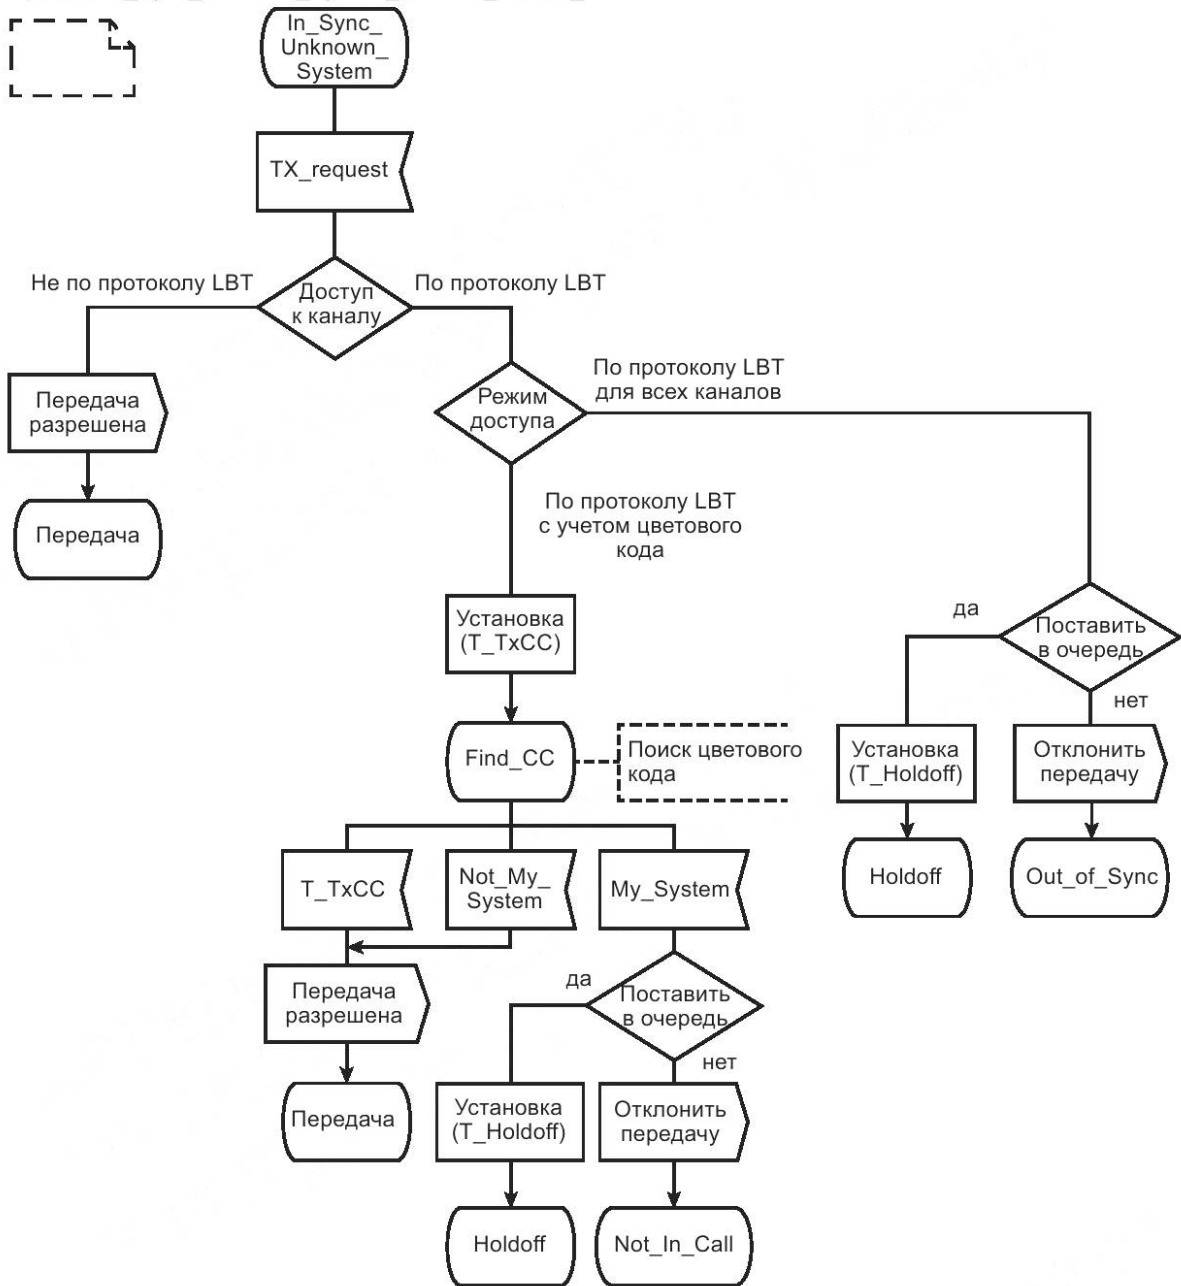 In_Sync_
Unknown_
System
TX_request
Не по протоколу LBT
По протоколу LBT
Доступ
к каналу
По протоколу LBT
для всех каналов
Режим
доступа
Передача
разрешена
Передача
По протоколу LBT
с учетом цветового
кода
Установка
(T_TxCC)
да
Поставить
в очередь
нет
Find_CC
Поиск цветового
кода
Установка
(T_Holdoff)
Отклонить
передачу
Holdoff
Out_of_Sync
T_TxCC
Not_My_
System
My_System
Передача
разрешена
да
Поставить
в очередь
нет
Передача
Установка
(T_Holdoff)
Отклонить
передачу
Holdoff
Not_In_Call